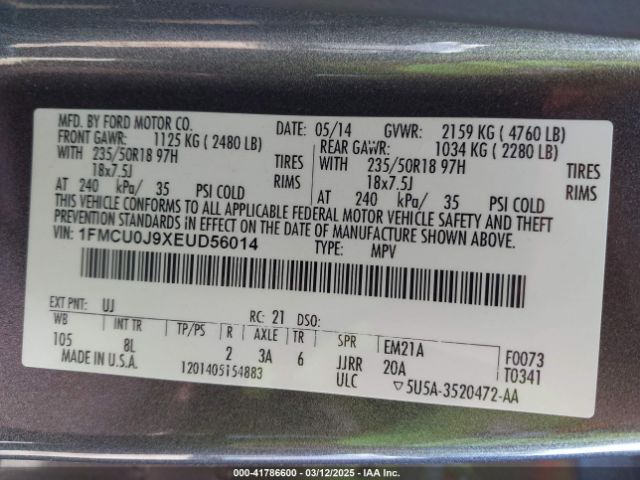 MFD. BY FORD MOTOR CO. DATE: 05/14 GVWR: 2159 KG ( 4760 LB)
FRONT GAWR: 1125 KG ( 2480 LB) REAR GAWR: 1034 KG ( 2280 LB)
WITH 235/50R18 97H TIRES WITH 235/50R18 97H TIRES
18x7.5J RIMS 18x7.5J RIMS
AT 240 kPa/ 35 PSI COLD AT 240 kPa/ 35 PSI COLD
THIS VEHICLE CONFORMS TO ALL APPLICABLE FEDERAL MOTOR VEHICLE SAFETY AND THEFT
PREVENTION STANDARDS IN EFFECT ON THE DATE OF MANUFACTURE SHOWN ABOVE.
VIN: 1FMCU0J9XEUD56014 TYPE: MPV
EXT PNT: UJ RC: 21 DSO:
WB INT TR TP/PS R AXLE TR SPR EM21A F0073
105 8L 2 3A 6 JJRR 20A T0341
MADE IN U.S.A. 1201405154883 ULC ▽5U5A-3520472-AA
000-41786600 - 03/12/2025 - IAA Inc.